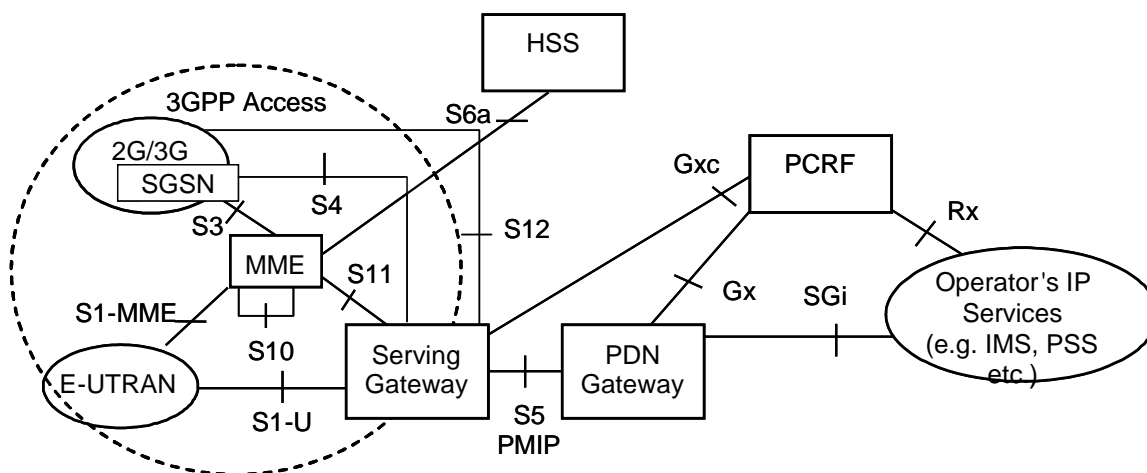 HSS
3GPP Access
S6a
2G/3G
SGSN
Gxc
PCRF
S4
S3
Rx
S12
MME
S11
Gx
SGi
Operator's IP
Services
(e.g. IMS, PSS
etc.)
S1-MME
S10
Serving
Gateway
PDN
Gateway
E-UTRAN
S1-U
S5
PMIP